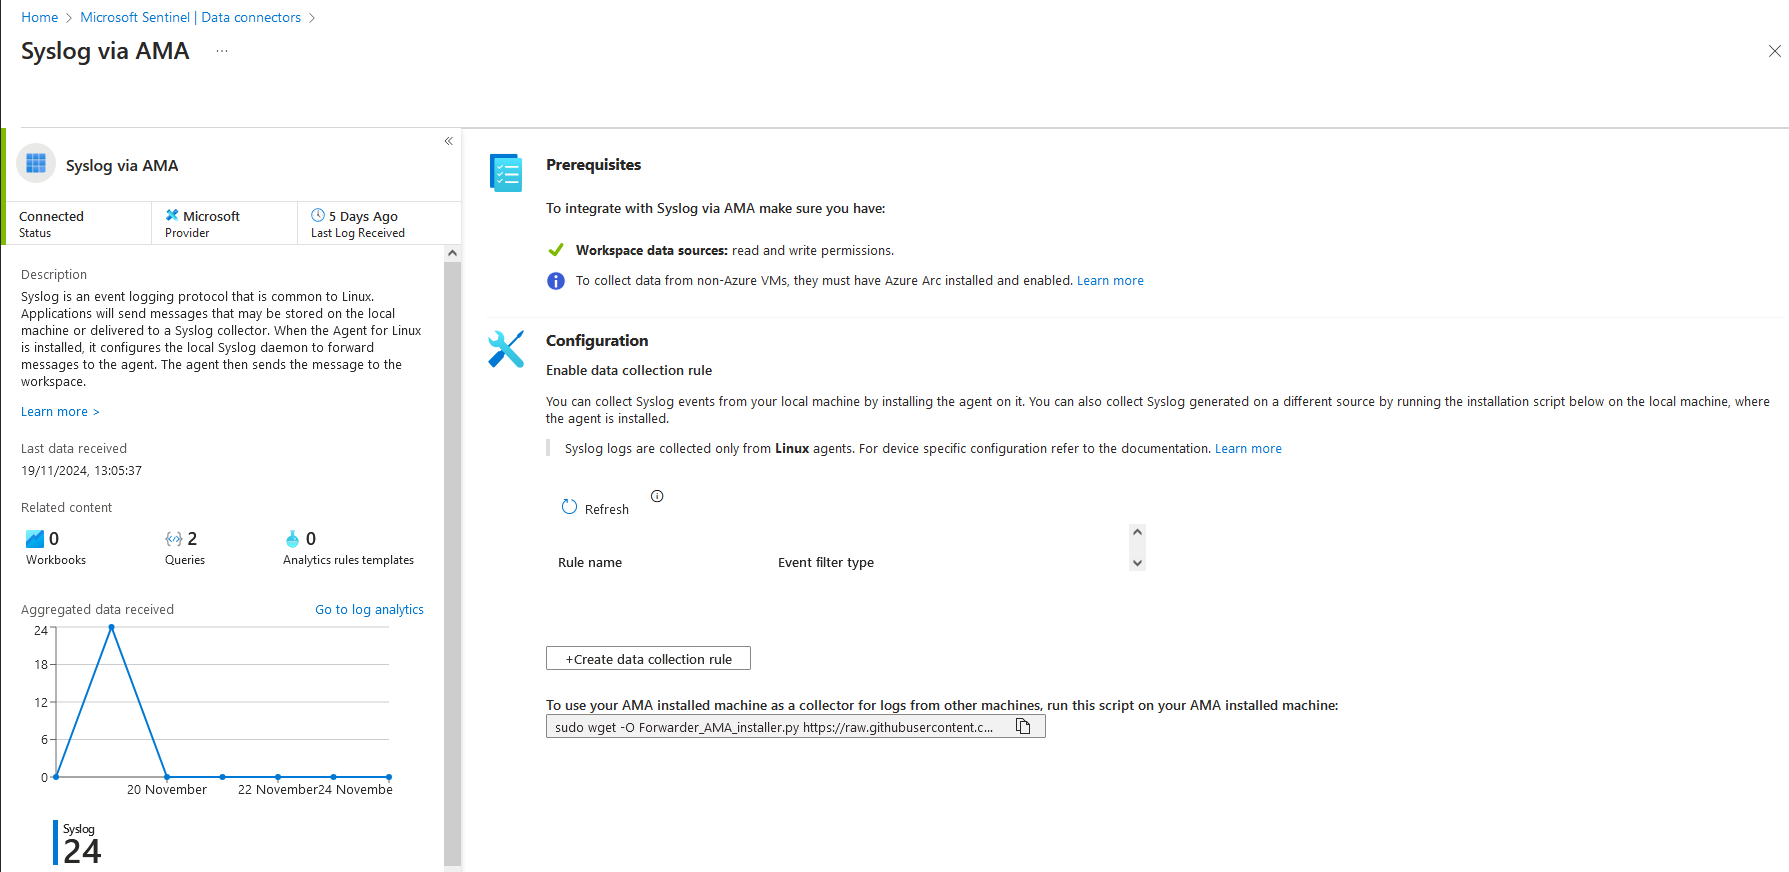 Home > Microsoft Sentinel | Data connectors >
Syslog via AMA ...
Syslog via AMA
Connected
Status
Microsoft
Provider
5 Days Ago
Last Log Received
Description
Syslog is an event logging protocol that is common to Linux.
Applications will send messages that may be stored on the local
machine or delivered to a Syslog collector. When the Agent for Linux
is installed, it configures the local Syslog daemon to forward
messages to the agent. The agent then sends the message to the
workspace.
Learn more >
Last data received
19/11/2024, 13:05:37
Related content
0
Workbooks
2
Queries
0
Analytics rules templates
Aggregated data received
Go to log analytics
24
18
12
6
0
20 November
22 November
24 Novembe
Syslog
24
Prerequisites
To integrate with Syslog via AMA make sure you have:
Workspace data sources: read and write permissions.
To collect data from non-Azure VMs, they must have Azure Arc installed and enabled. Learn more
Configuration
Enable data collection rule
You can collect Syslog events from your local machine by installing the agent on it. You can also collect Syslog generated on a different source by running the installation script below on the local machine, where
the agent is installed.
Syslog logs are collected only from Linux agents. For device specific configuration refer to the documentation. Learn more
Refresh
Rule name
Event filter type
+Create data collection rule
To use your AMA installed machine as a collector for logs from other machines, run this script on your AMA installed machine:
sudo wget -O Forwarder_AMA_installer.py https://raw.githubusercontent.c...